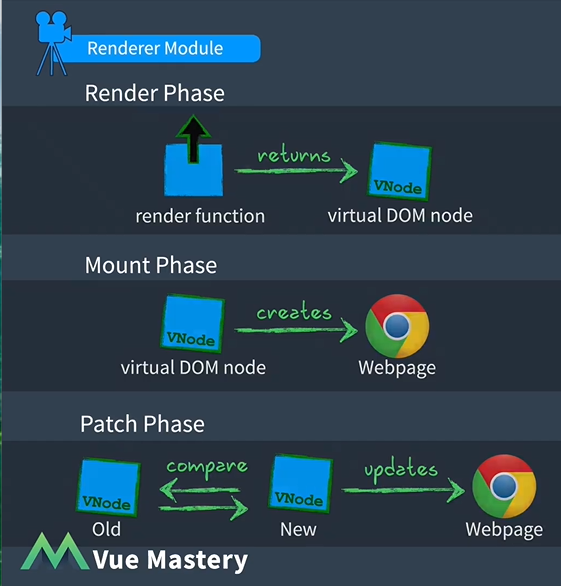 Renderer Module
Render Phase
returns
VNode
render function
virtual DOM node
Mount Phase
VNode
creates
virtual DOM node
Webpage
Patch Phase
VNode
compare
VNode
updates
Old
New
Webpage
Vue Mastery